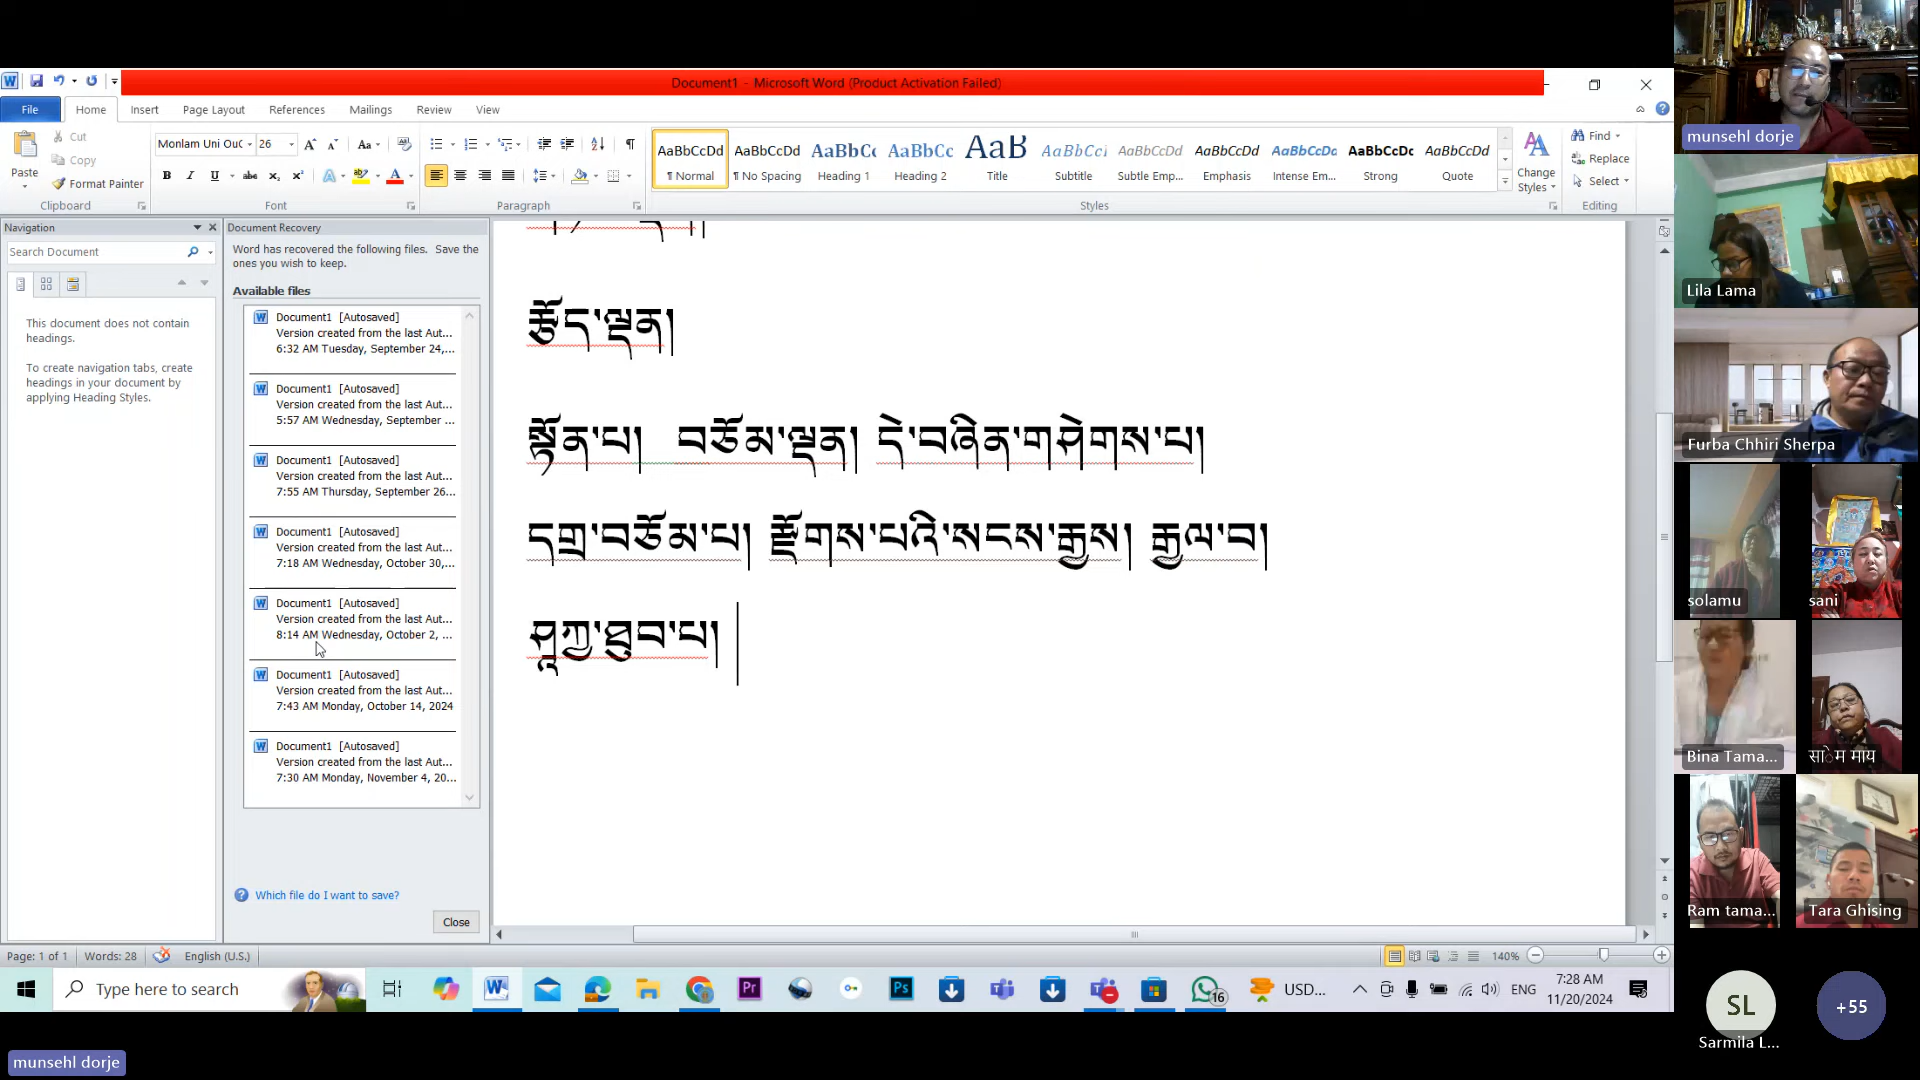 Document1 - Microsoft Word (Product Activation Failed)
File Home Insert Page Layout References Mailings Review View
Paste Cut Copy Format Painter
Monlam Uni OuC 26
AaBbCcDd AaBbCcDd AaBbCc AaBbCc AaB AaBbCcI AaBbCcDd AaBbCcDd AaBbCcDc AaBbCcDc AaBbCcDd
¶ Normal ¶ No Spacing Heading 1 Heading 2 Title Subtitle Subtle Emp... Emphasis Intense Em... Strong Quote
Change Styles
Find
Replace
Select
Clipboard Font Paragraph Styles Editing
Navigation
Search Document
This document does not contain headings.
To create navigation tabs, create headings in your document by applying Heading Styles.
Document Recovery
Word has recovered the following files. Save the
ones you wish to keep.
Available files
Document1 [Autosaved]
Version created from the last Aut...
6:32 AM Tuesday, September 24,...
Document1 [Autosaved]
Version created from the last Aut...
5:57 AM Wednesday, September ...
Document1 [Autosaved]
Version created from the last Aut...
7:55 AM Thursday, September 26...
Document1 [Autosaved]
Version created from the last Aut...
7:18 AM Wednesday, October 30,...
Document1 [Autosaved]
Version created from the last Aut...
8:14 AM Wednesday, October 2, ...
Document1 [Autosaved]
Version created from the last Aut...
7:43 AM Monday, October 14, 2024
Document1 [Autosaved]
Version created from the last Aut...
7:30 AM Monday, November 4, 20...
Which file do I want to save?
Close
རྩོད་ལྡན།
སྟོན་པ། བཅོམ་ལྡན། དེ་བཞིན་གཤེགས་པ།
དགྲ་བཅོམ་པ། རྫོགས་པའི་སངས་རྒྱས། རྒྱལ་བ།
ཤཱཀྱ་ཐུབ་པ།
Page: 1 of 1 Words: 28 English (U.S.)
140%
Type here to search
16
USD...
ENG
7:28 AM
11/20/2024
munsehl dorje
Lila Lama
Furba Chhiri Sherpa
solamu
sani
Bina Tama...
साेम माय
Ram tama...
Tara Ghising
SL
Sarmila L...
+55
munsehl dorje